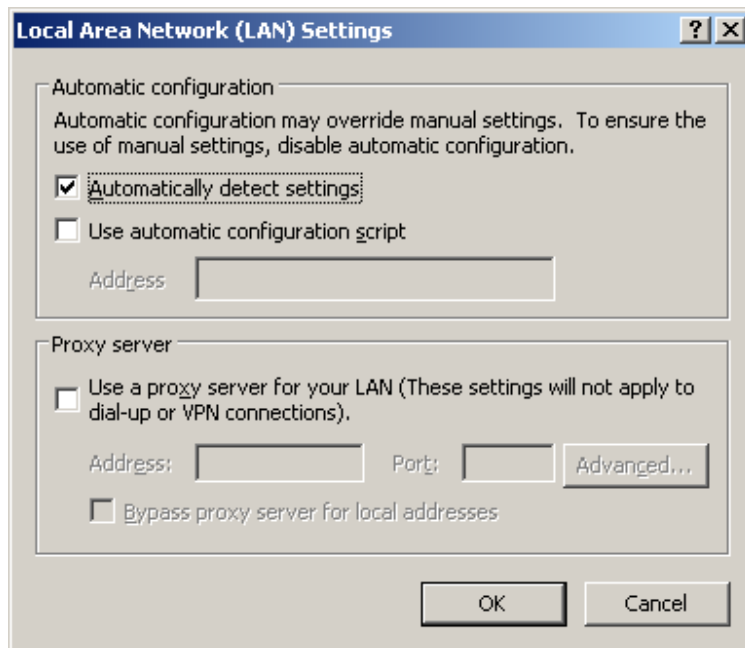 Local Area Network (LAN) Settings
Automatic configuration
Automatic configuration may override manual settings.  To ensure the
use of manual settings, disable automatic configuration.
Automatically detect settings
Use automatic configuration script
Address
Proxy server
Use a proxy server for your LAN (These settings will not apply to
dial-up or VPN connections).
Address:
Port:
Advanced...
Bypass proxy server for local addresses
OK
Cancel